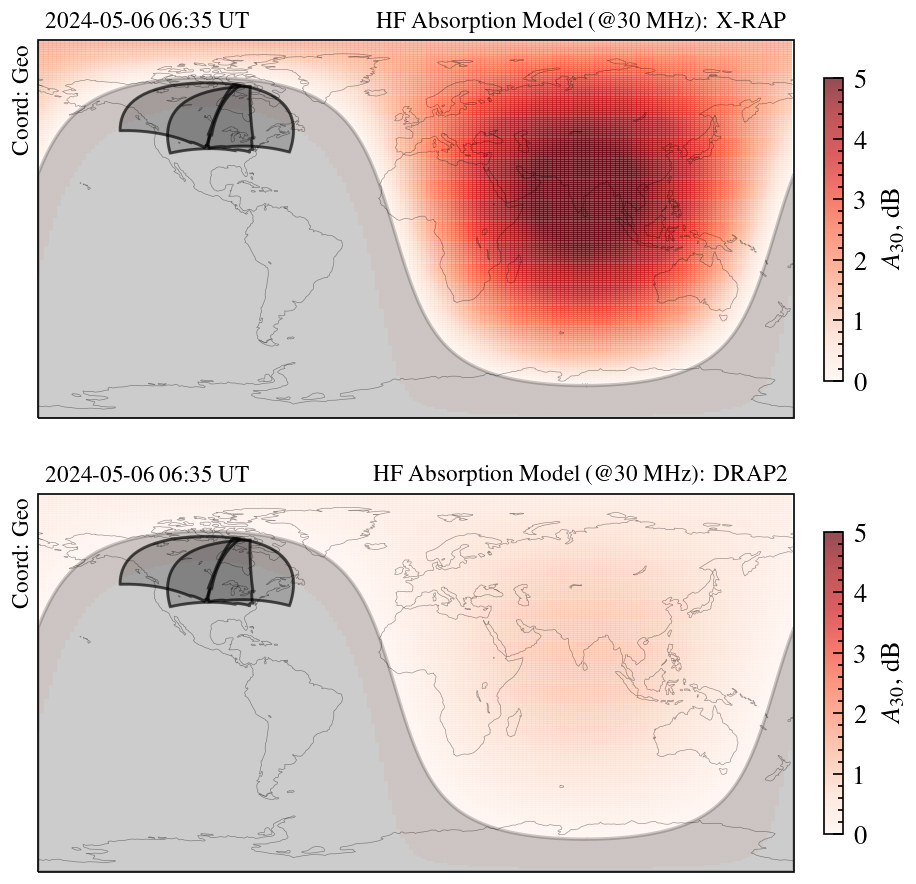 2024-05-06 06:35 UT HF Absorption Model (@30 MHz): X-RAP
Coord: Geo
5
4
3
2
1
0
A30, dB
2024-05-06 06:35 UT HF Absorption Model (@30 MHz): DRAP2
Coord: Geo
5
4
3
2
1
0
A30, dB